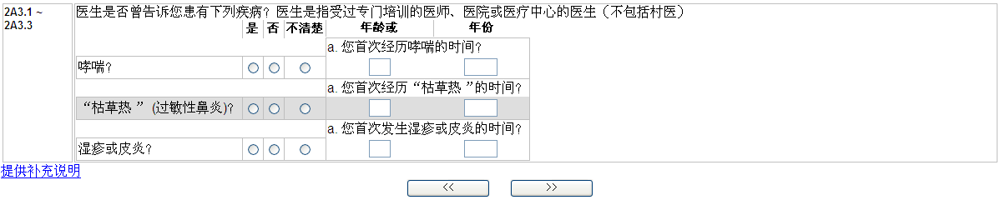 2A3.1 ~
2A3.3
医生是否曾告诉您患有下列疾病？医生是指受过专门培训的医师、医院或医疗中心的医生（不包括村医）
是 否 不清楚 年龄或 年份
a. 您首次经历哮喘的时间？
哮喘？
a. 您首次经历“枯草热 ”的时间？
“枯草热 ” (过敏性鼻炎)？
a. 您首次发生湿疹或皮炎的时间？
湿疹或皮炎？
提供补充说明
<< >>